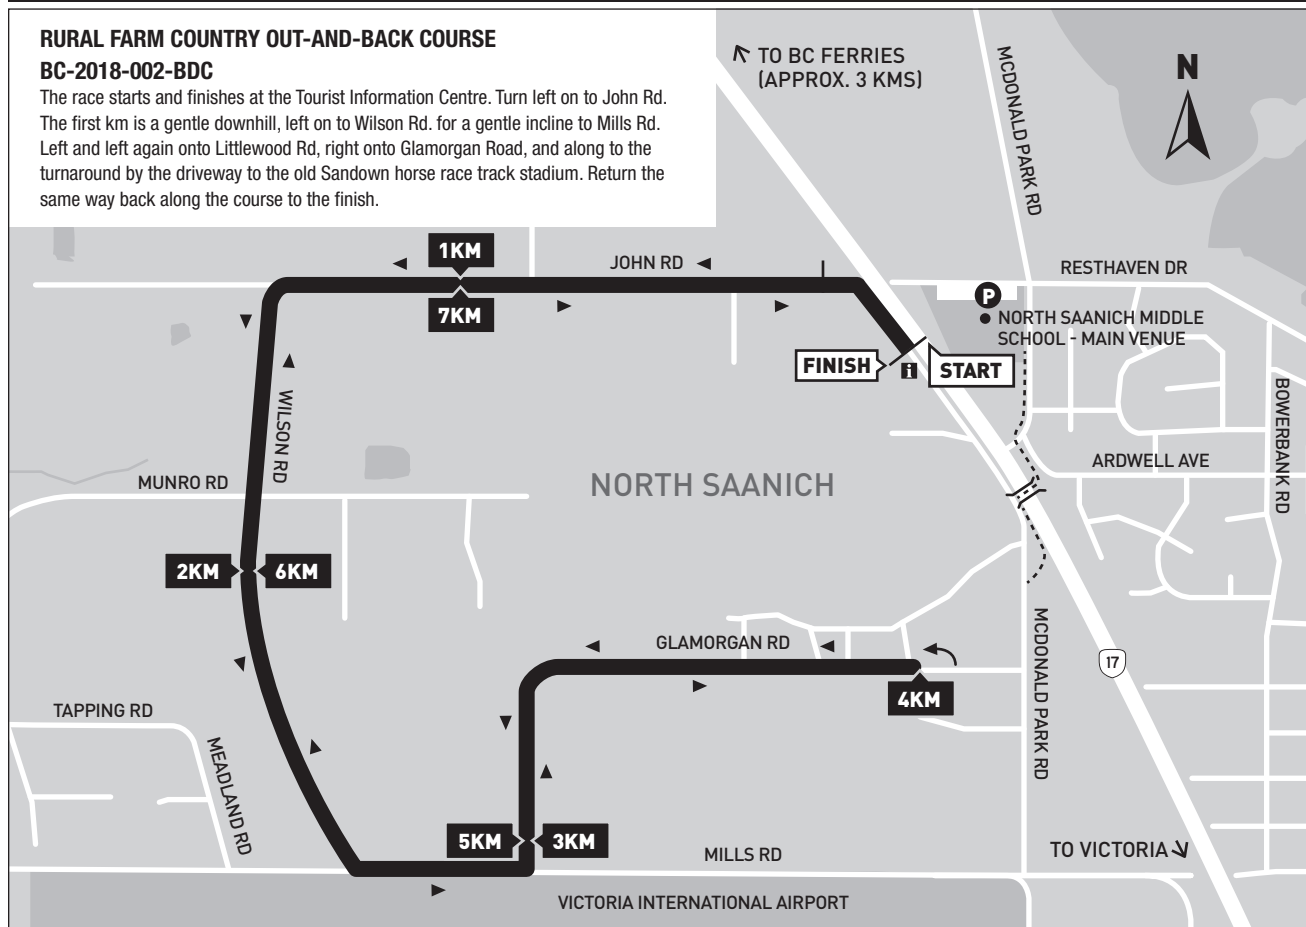 RURAL FARM COUNTRY OUT-AND-BACK COURSE
BC-2018-002-BDC
The race starts and finishes at the Tourist Information Centre. Turn left on to John Rd.
The first km is a gentle downhill, left on to Wilson Rd. for a gentle incline to Mills Rd.
Left and left again onto Littlewood Rd, right onto Glamorgan Road, and along to the
turnaround by the driveway to the old Sandown horse race track stadium. Return the
same way back along the course to the finish.
TO BC FERRIES
(APPROX. 3 KMS)
MCDONALD PARK RD
N
1KM
JOHN RD
RESTHAVEN DR
7KM
P
NORTH SAANICH MIDDLE
SCHOOL - MAIN VENUE
FINISH
i
START
WILSON RD
BOWERBANK RD
MUNRO RD
NORTH SAANICH
ARDWELL AVE
2KM
6KM
GLAMORGAN RD
MCDONALD PARK RD
17
4KM
TAPPING RD
MEADLAND RD
5KM
3KM
MILLS RD
TO VICTORIA
VICTORIA INTERNATIONAL AIRPORT